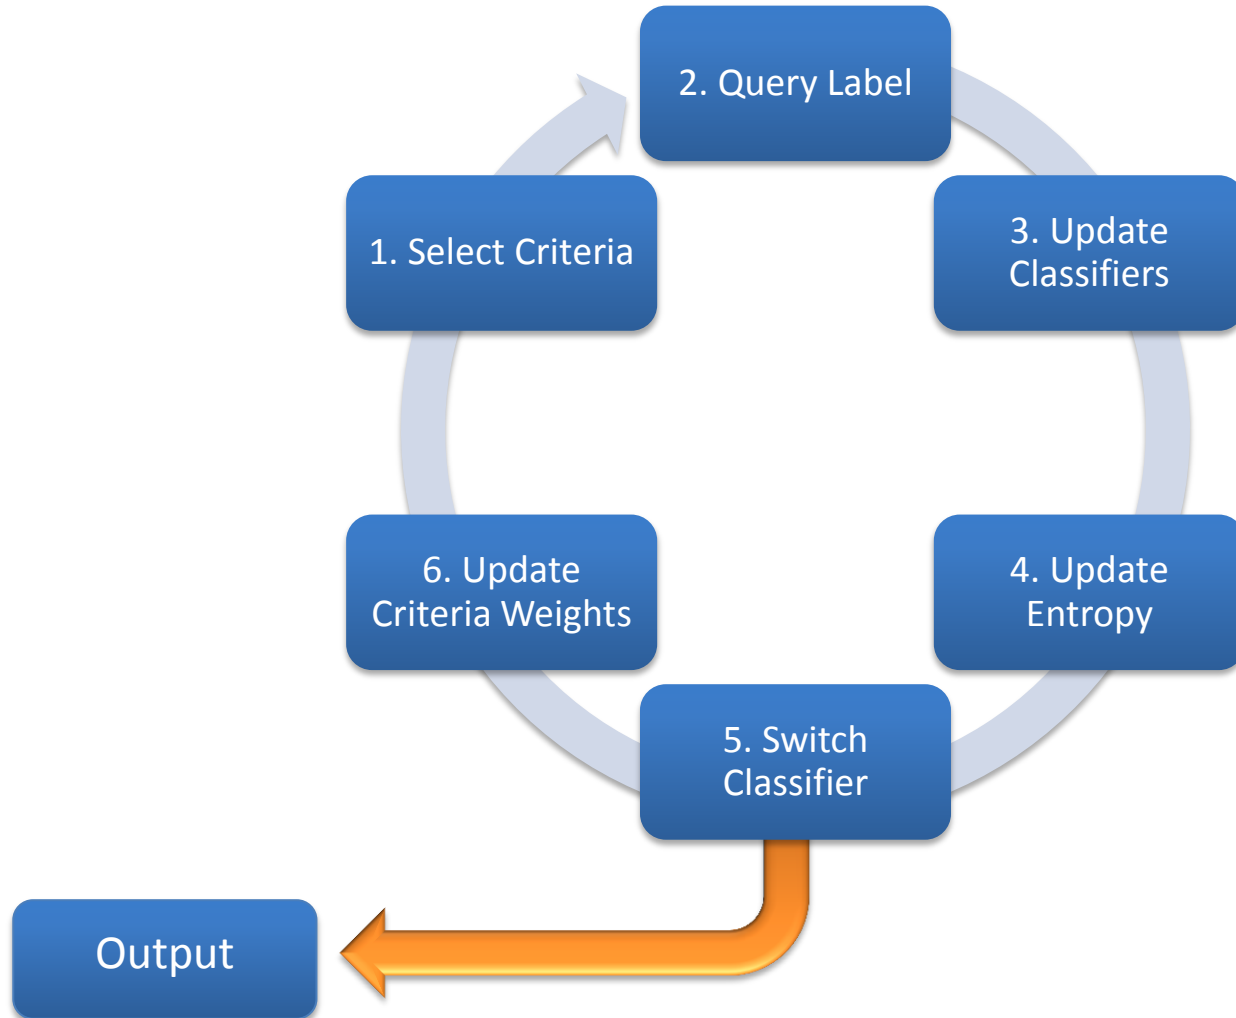 2. Query Label
1. Select Criteria
3. Update
Classifiers
6. Update
Criteria Weights
4. Update
Entropy
5. Switch
Classifier
Output